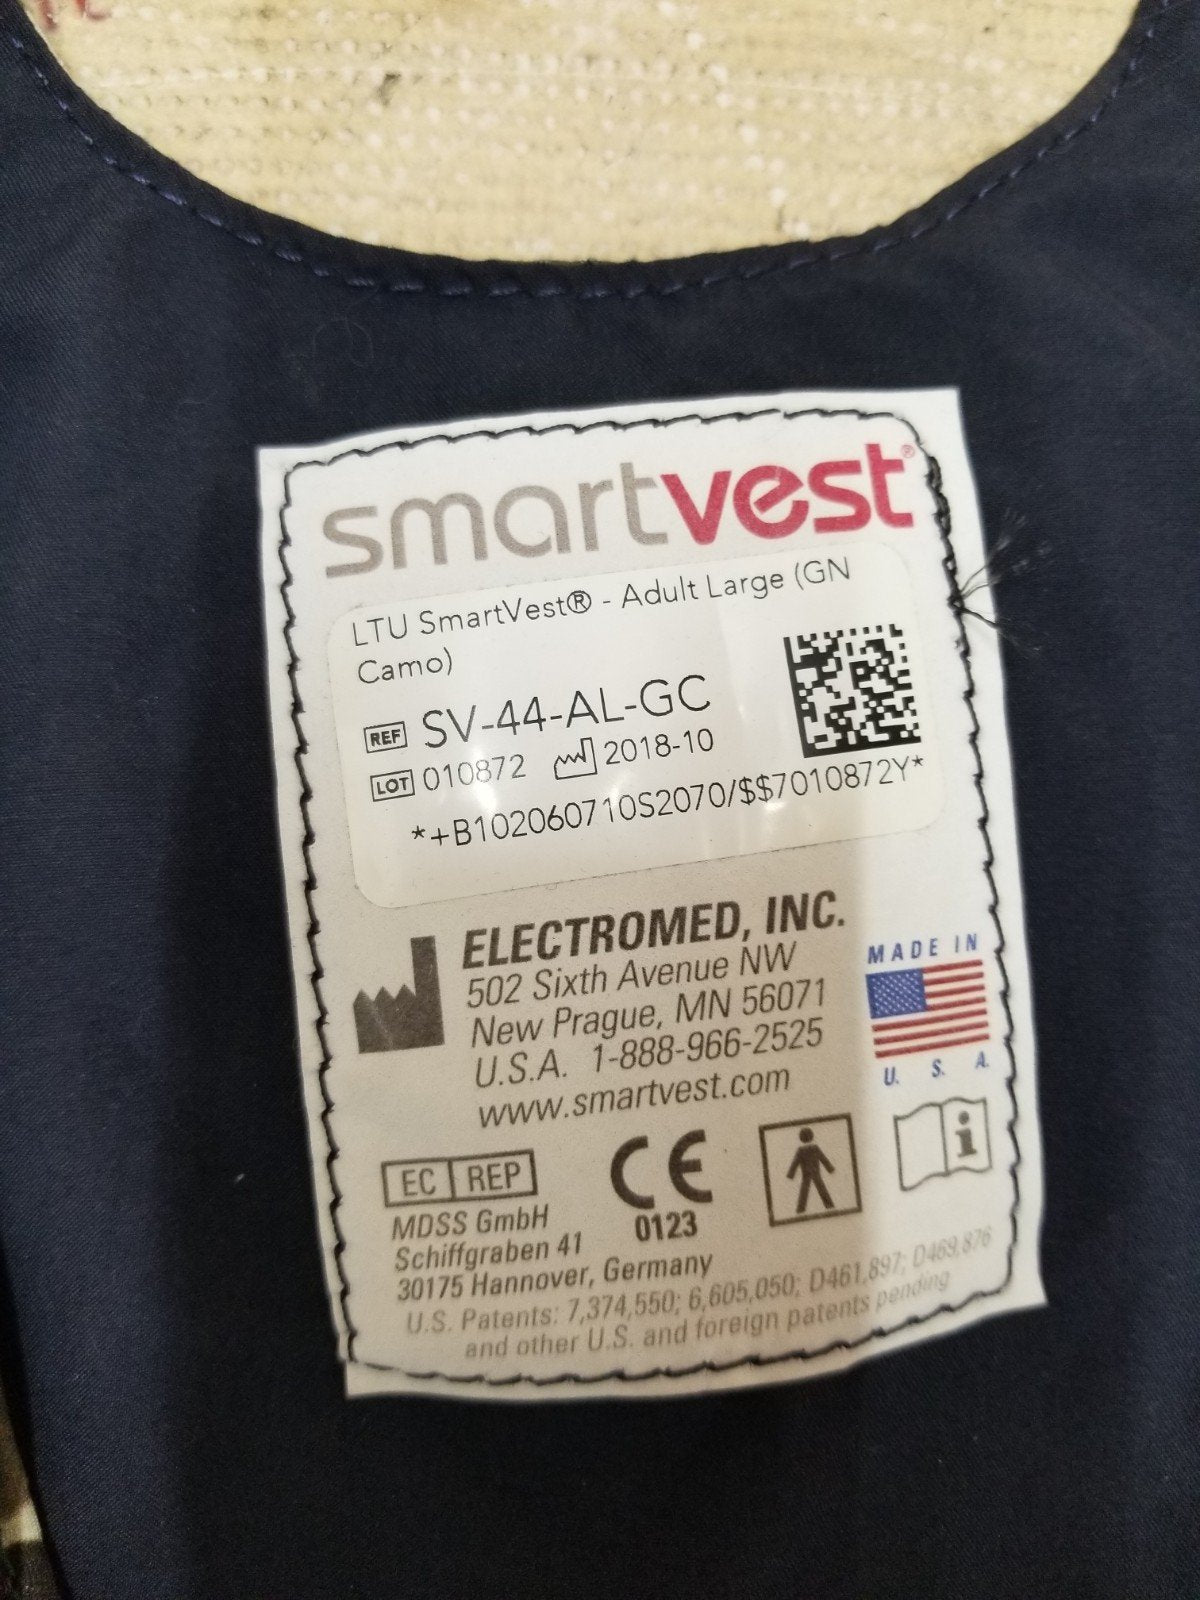 smartvest®
LTU SmartVest® - Adult Large (GN
Camo)
REF SV-44-AL-GC
LOT 010872 2018-10
*+B102060710S2070/$$7010872Y*
ELECTROMED, INC.
502 Sixth Avenue NW
New Prague, MN 56071
U.S.A. 1-888-966-2525
www.smartvest.com
MADE IN
U. S. A.
EC REP
MDSS GmbH
Schiffgraben 41
30175 Hannover, Germany
CE
0123
i
U.S. Patents: 7,374,550; 6,605,050; D461,897; D469,876
and other U.S. and foreign patents pending